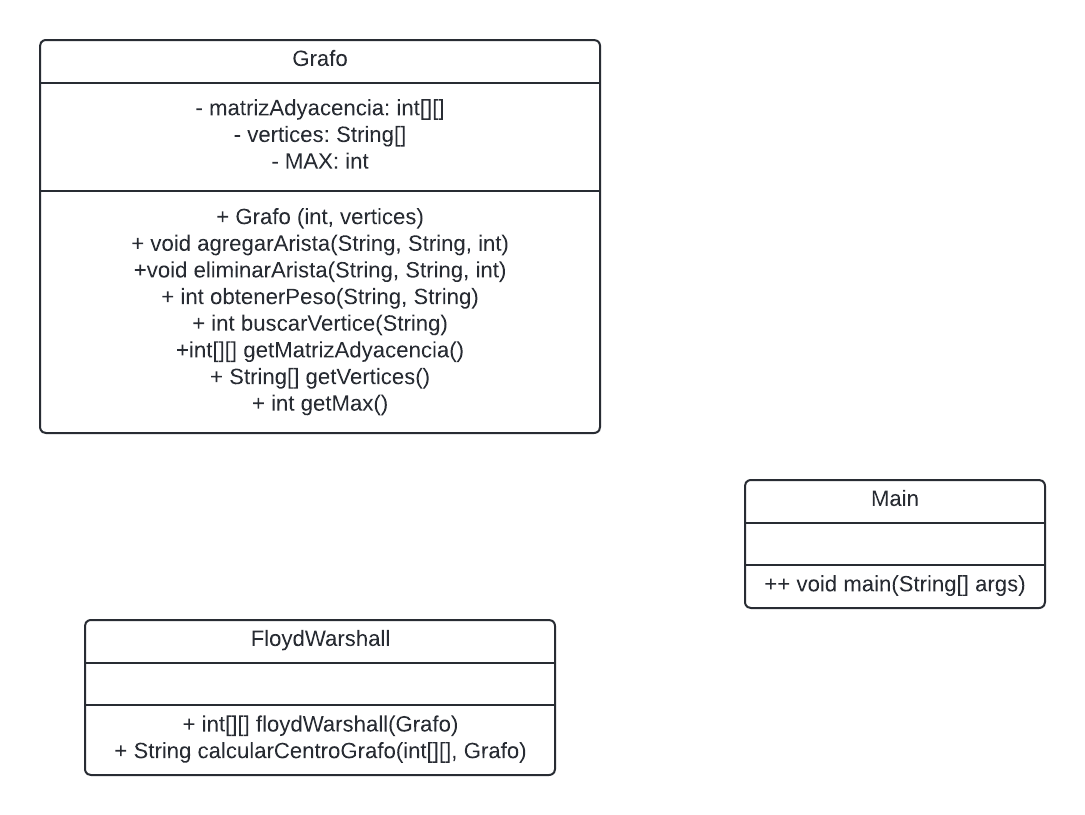 Grafo
- matrizAdyacencia: int[][]
- vertices: String[]
- MAX: int
+ Grafo (int, vertices)
+ void agregarArista(String, String, int)
+void eliminarArista(String, String, int)
+ int obtenerPeso(String, String)
+ int buscarVertice(String)
+int[][] getMatrizAdyacencia()
+ String[] getVertices()
+ int getMax()
Main
++ void main(String[] args)
FloydWarshall
+ int[][] floydWarshall(Grafo)
+ String calcularCentroGrafo(int[][], Grafo)